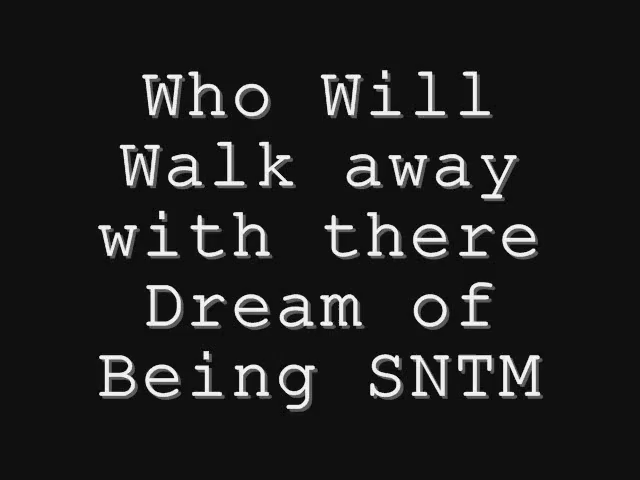 Who Will
Walk away
with there
Dream of
Being SNTM